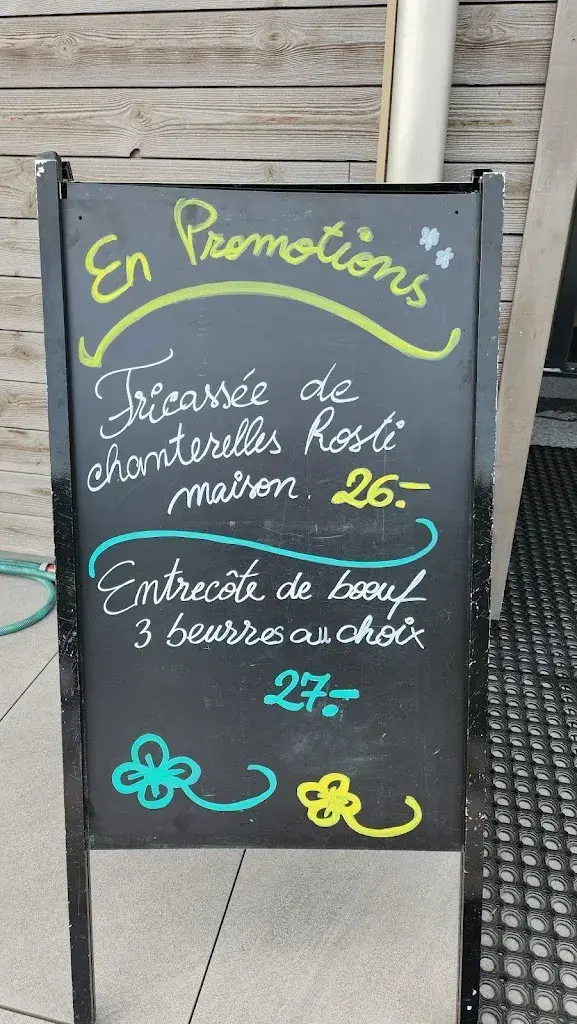 En Promotions
Fricassée de
chanterelles Rosti
maison. 26.-
Entrecôte de boeuf
3 beurres au choix
27.-